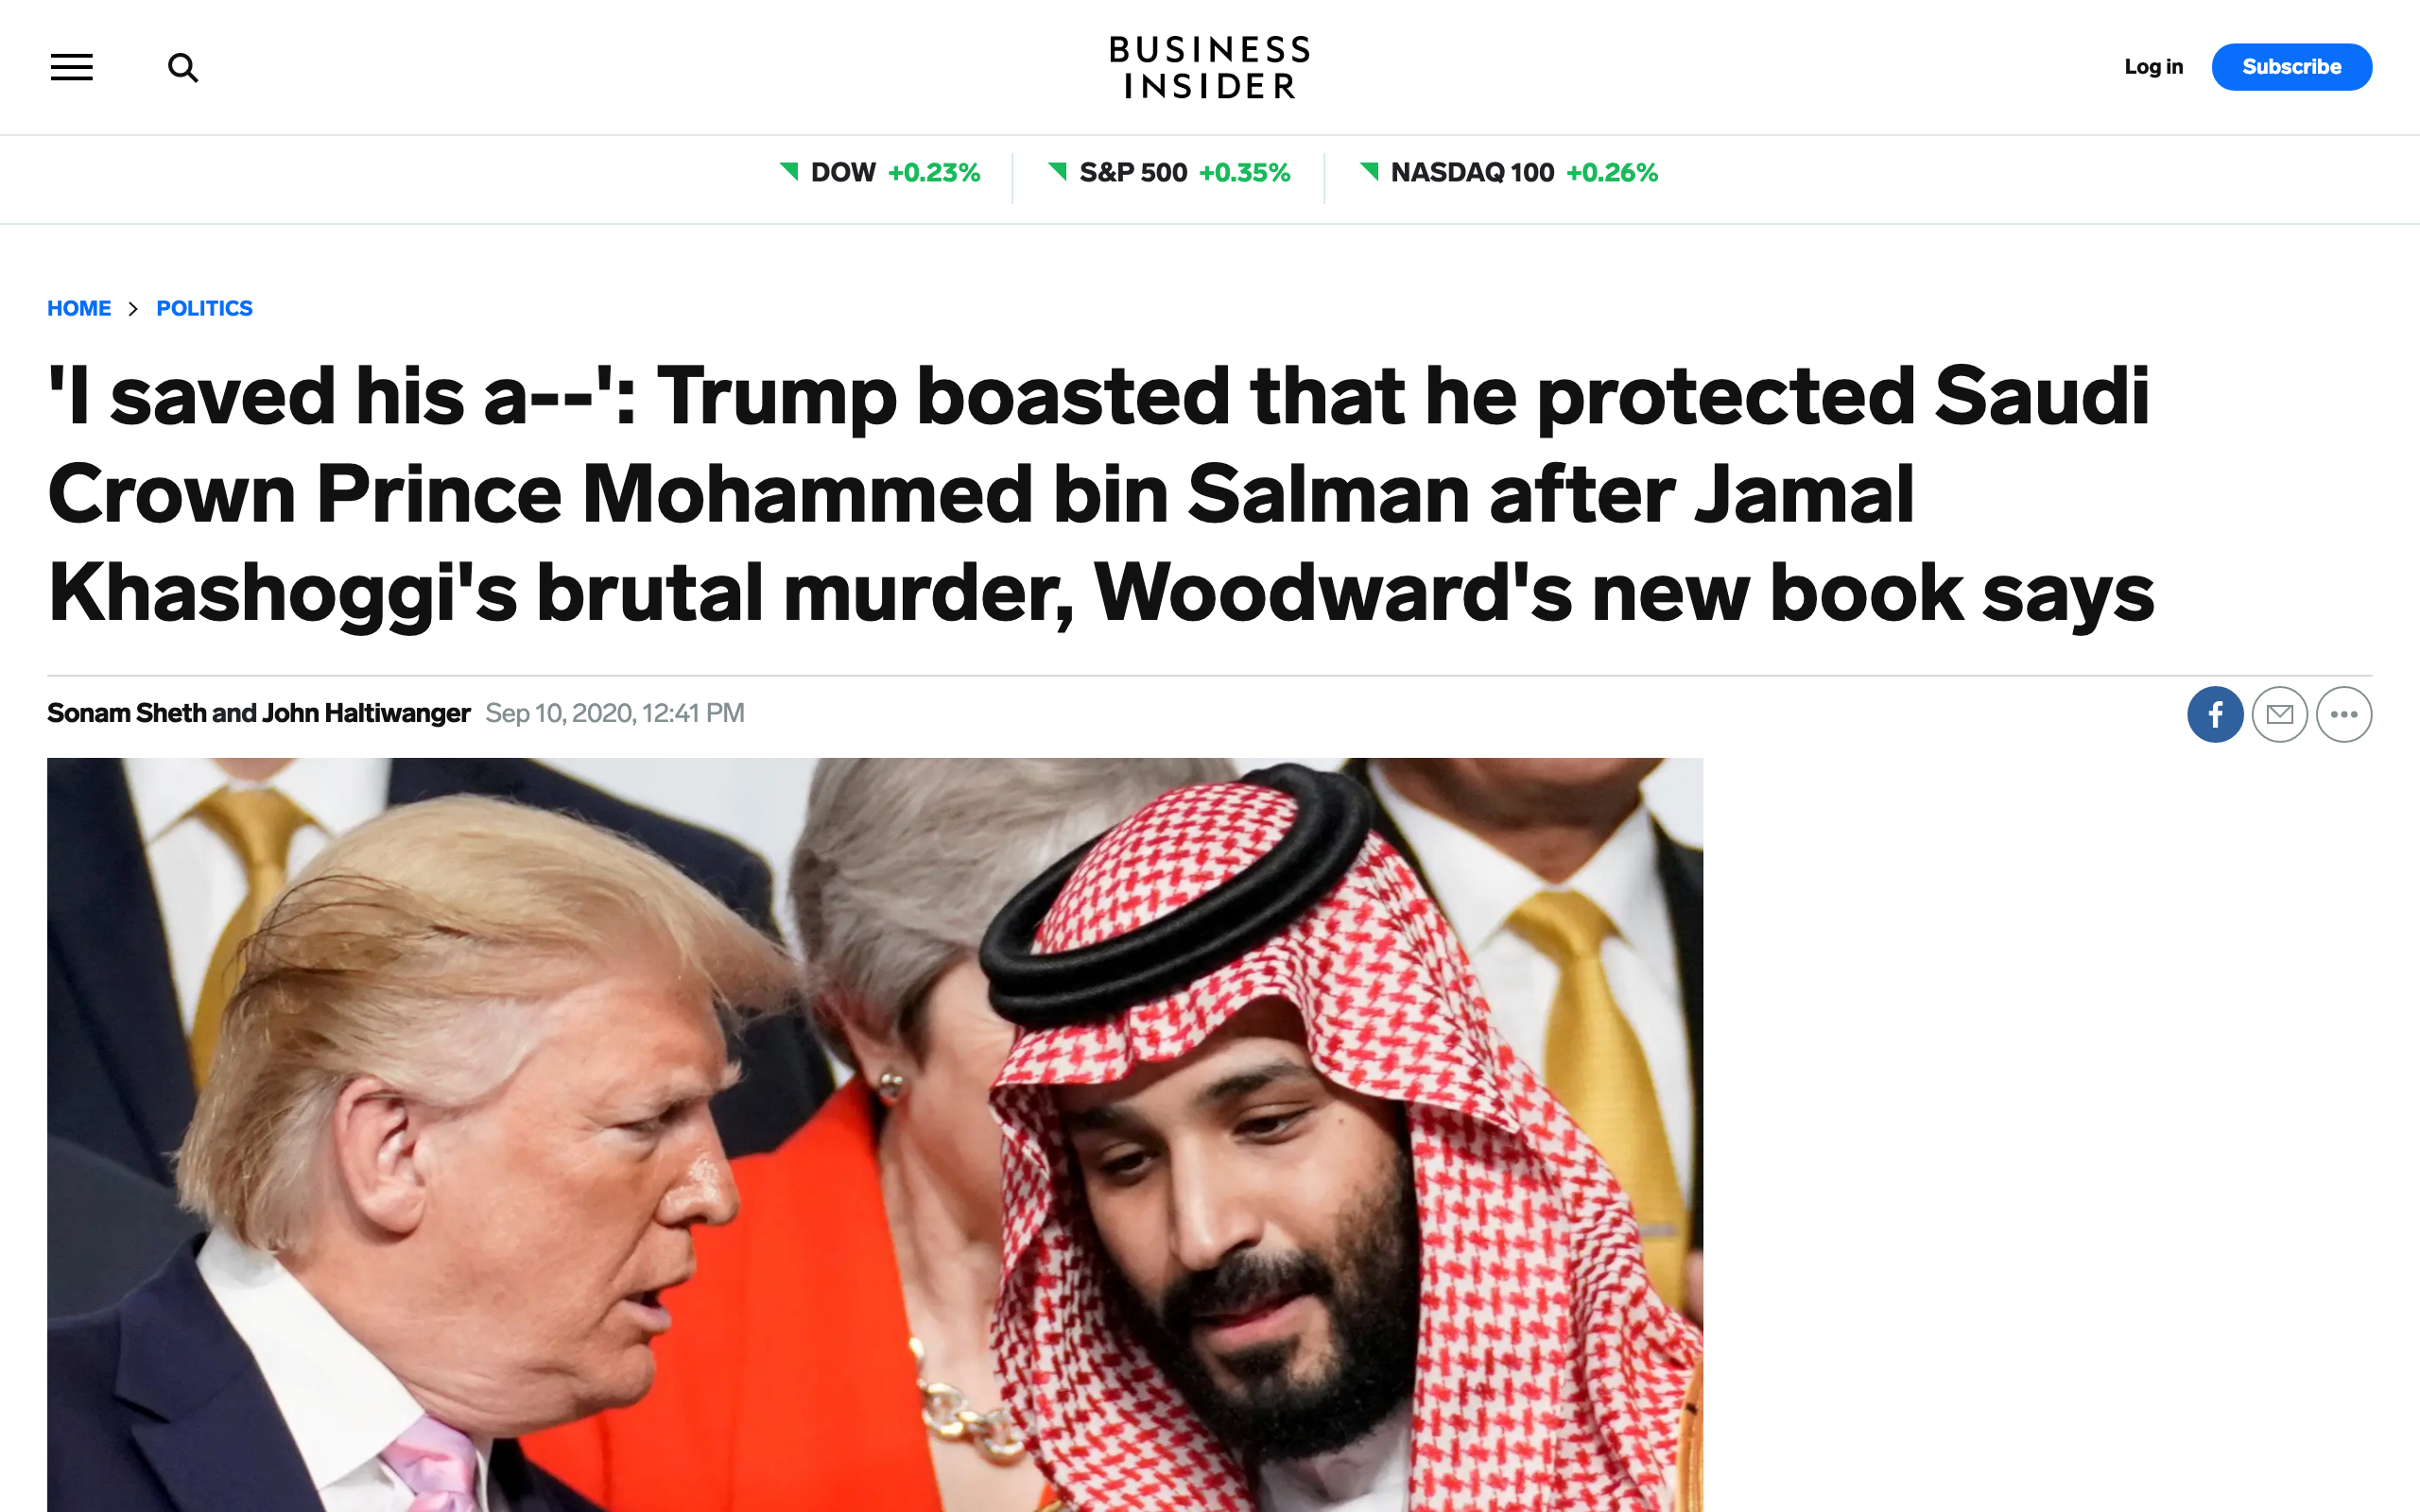 BUSINESS
INSIDER
Log in
Subscribe
DOW +0.23%
S&P 500 +0.35%
NASDAQ 100 +0.26%
HOME > POLITICS
'I saved his a--': Trump boasted that he protected Saudi
Crown Prince Mohammed bin Salman after Jamal
Khashoggi's brutal murder, Woodward's new book says
Sonam Sheth and John Haltiwanger Sep 10, 2020, 12:41 PM